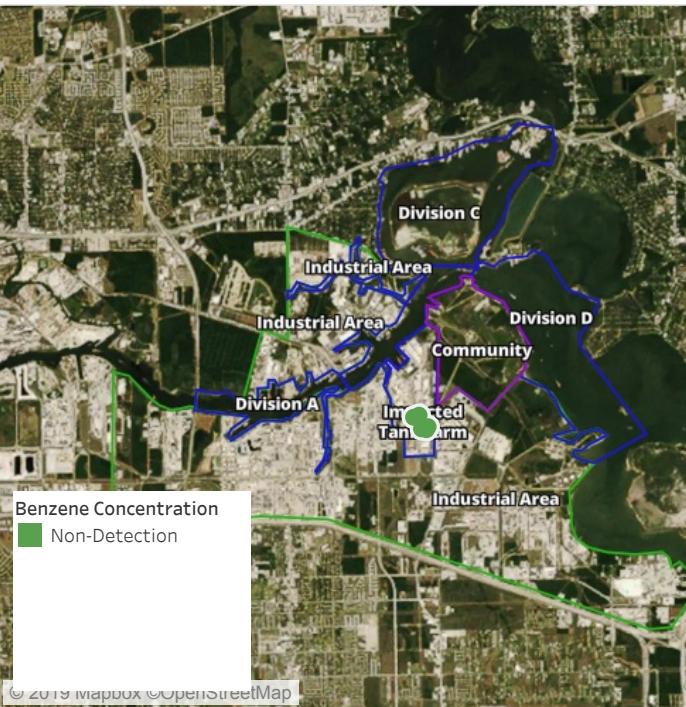 Division C
Industrial Area
Industrial Area
Division D
Community
Division A
Tank Farm
Industrial Area
Benzene Concentration
Non-Detection
© 2019 Mapbox ©OpenStreetMap